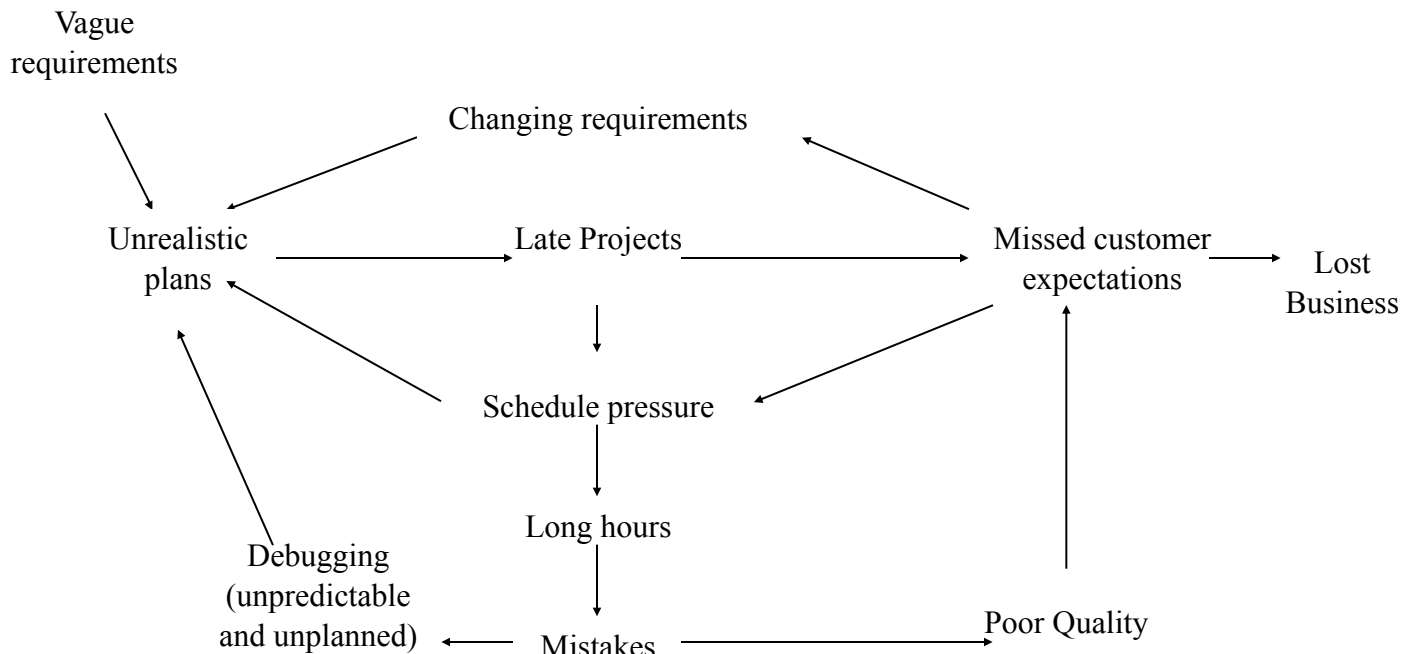 Vague
requirements
Changing requirements
Unrealistic
plans
Late Projects
Missed customer
expectations
Lost
Business
Schedule pressure
Long hours
Debugging
(unpredictable
and unplanned)
Mistakes
Poor Quality